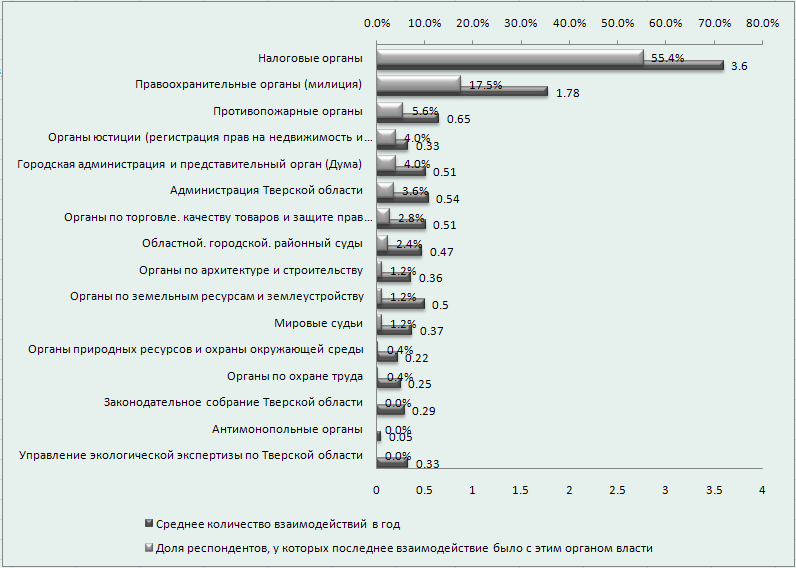 0.0% 10.0% 20.0% 30.0% 40.0% 50.0% 60.0% 70.0% 80.0%
Налоговые органы 55.4% 3.6
Правоохранительные органы (милиция) 17.5% 1.78
Противопожарные органы 5.6% 0.65
Органы юстиции (регистрация прав на недвижимость и... 4.0% 0.33
Городская администрация и представительный орган (Дума) 4.0% 0.51
Администрация Тверской области 3.6% 0.54
Органы по торговле. качеству товаров и защите прав... 2.8% 0.51
Областной. городской. районный суды 2.4% 0.47
Органы по архитектуре и строительству 1.2% 0.36
Органы по земельным ресурсам и землеустройству 1.2% 0.5
Мировые судьи 1.2% 0.37
Органы природных ресурсов и охраны окружающей среды 0.4% 0.22
Органы по охране труда 0.4% 0.25
Законодательное собрание Тверской области 0.0% 0.29
Антимонопольные органы 0.0% 0.05
Управление экологической экспертизы по Тверской области 0.0% 0.33
0 0.5 1 1.5 2 2.5 3 3.5 4
Среднее количество взаимодействий в год
Доля респондентов, у которых последнее взаимодействие было с этим органом власти